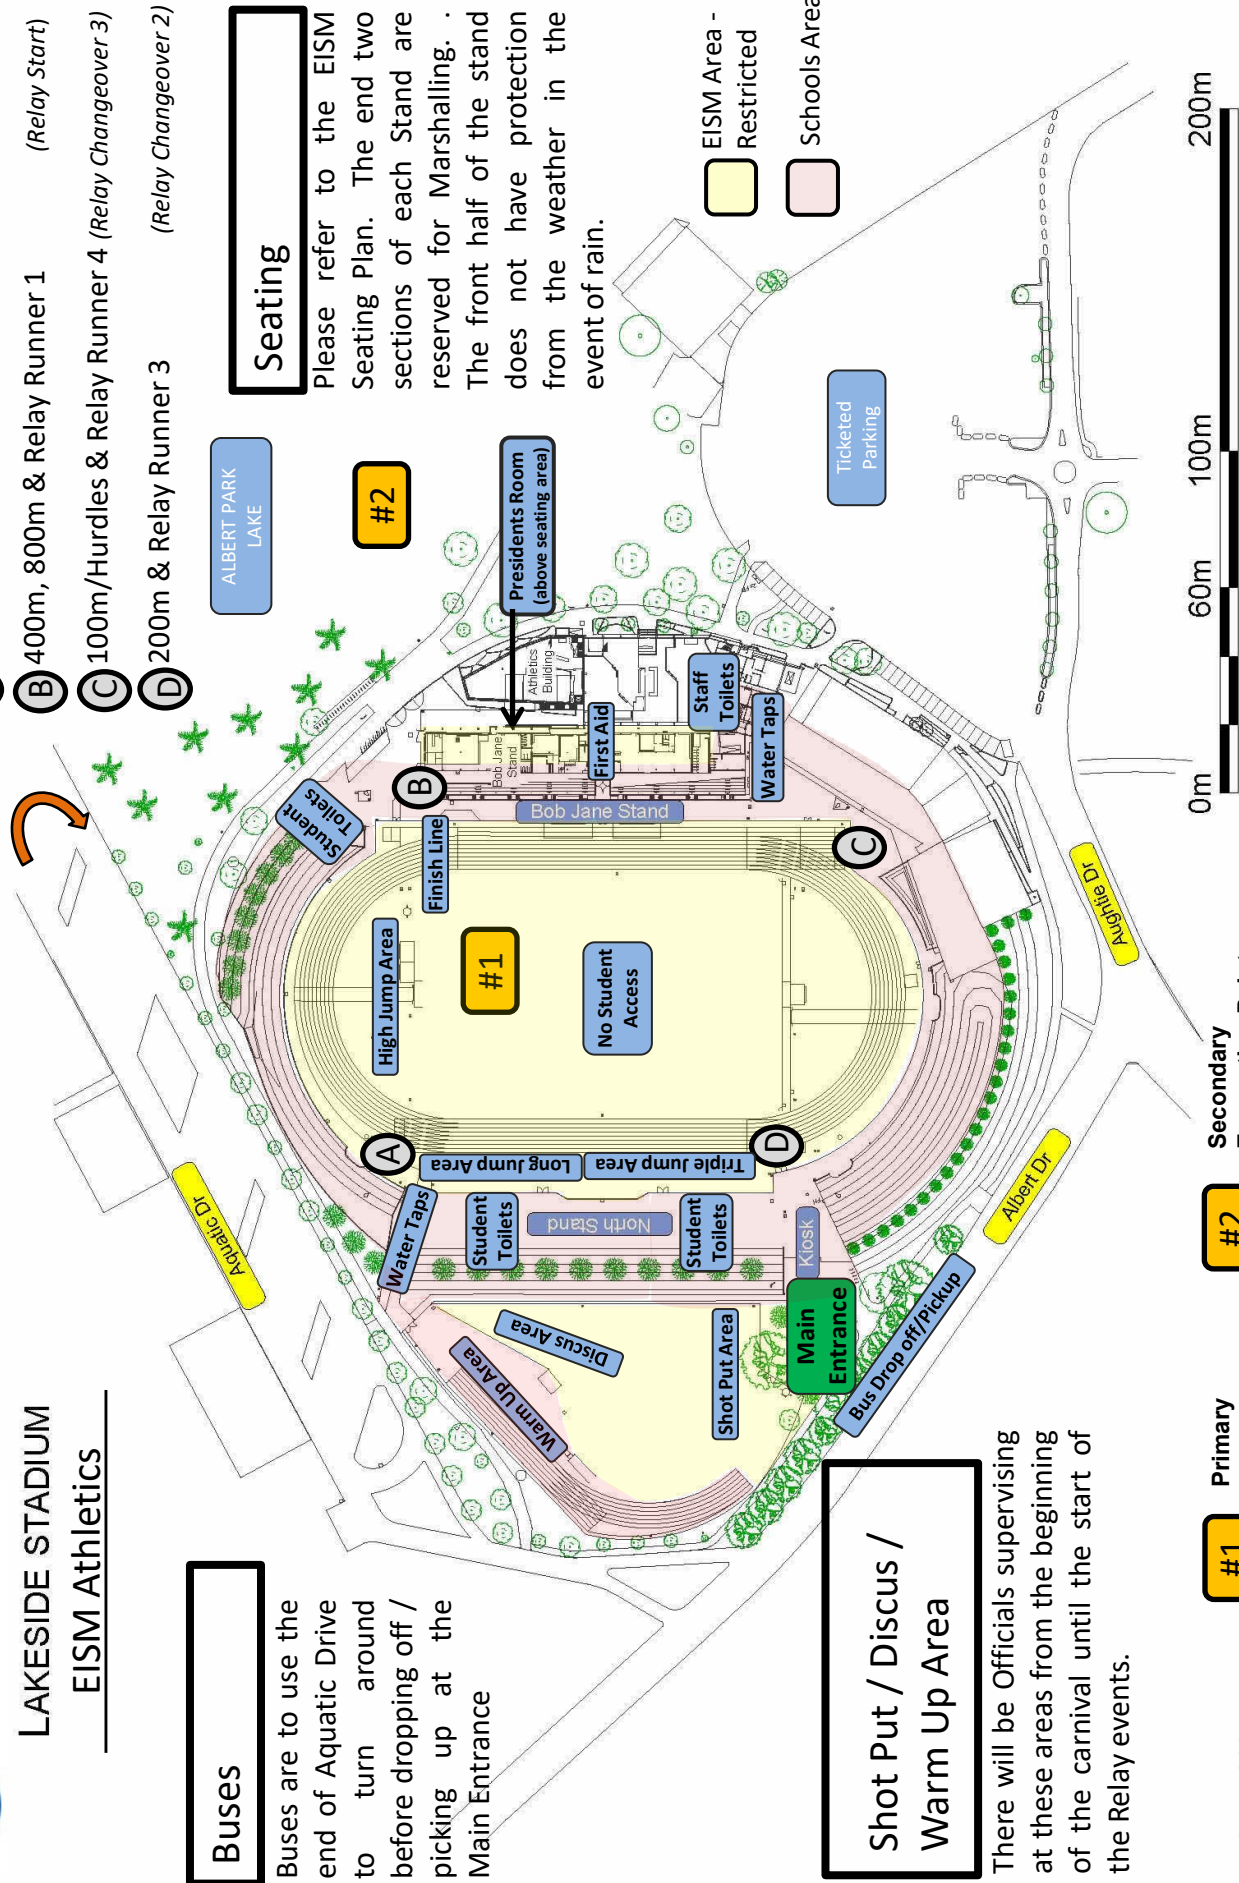 LAKESIDE STADIUM
EISM Athletics
B 400m, 800m & Relay Runner 1 (Relay Start)
C 100m/Hurdles & Relay Runner 4 (Relay Changeover 3)
D 200m & Relay Runner 3 (Relay Changeover 2)
Buses
Buses are to use the
end of Aquatic Drive
to turn around
before dropping off /
picking up at the
Main Entrance
Seating
Please refer to the EISM
Seating Plan. The end two
sections of each Stand are
reserved for Marshalling. .
The front half of the stand
does not have protection
from the weather in the
event of rain.
ALBERT PARK
LAKE
#2
Presidents Room
(above seating area)
EISM Area -
Restricted
Schools Area
Ticketed
Parking
Aquatic Dr
Student
Toilets
B
Finish Line
High Jump Area
#1
No Student
Access
Athletics
Building
Bob Jane
Stand
First Aid
Staff
Toilets
Water Taps
Bob Jane Stand
C
A
Long Jump Area
Triple Jump Area
D
Water Taps
Student
Toilets
North Stand
Student
Toilets
Kiosk
Discus Area
Warm Up Area
Shot Put Area
Main
Entrance
Bus Drop off/Pickup
Albert Dr
Aughtie Dr
Shot Put / Discus /
Warm Up Area
There will be Officials supervising
at these areas from the beginning
of the carnival until the start of
the Relay events.
0m 60m 100m 200m
#1 Primary
#2 Secondary